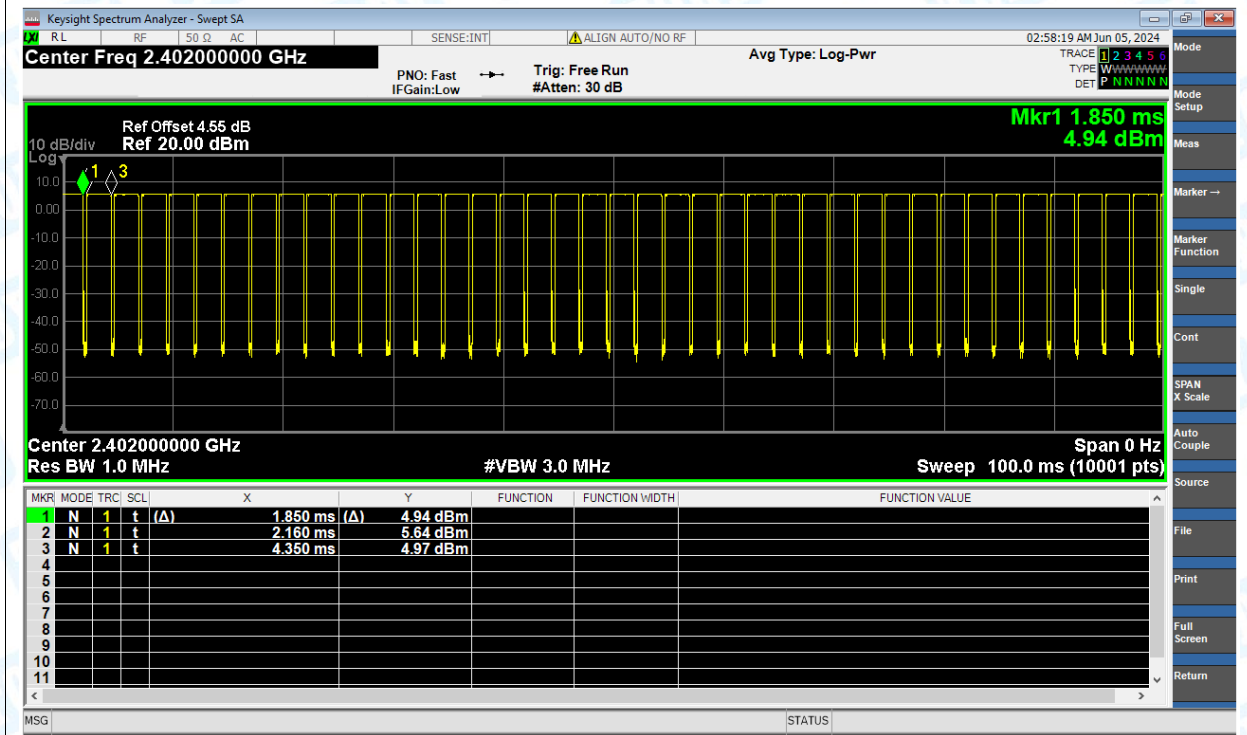 Keysight Spectrum Analyzer - Swept SA
LXI RL RF 50 Ω AC SENSE:INT ALIGN AUTO/NO RF 02:58:19 AM Jun 05, 2024
Center Freq 2.402000000 GHz
PNO: Fast
IFGain:Low
Trig: Free Run
#Atten: 30 dB
Avg Type: Log-Pwr
TRACE 1 2 3 4 5 6
TYPE WWWWWW
DET P N N N N N
Ref Offset 4.55 dB
Ref 20.00 dBm
10 dB/div
Log
Mkr1 1.850 ms
4.94 dBm
1 3
10.0
0.00
-10.0
-20.0
-30.0
-40.0
-50.0
-60.0
-70.0
Center 2.402000000 GHz Span 0 Hz
Res BW 1.0 MHz #VBW 3.0 MHz Sweep 100.0 ms (10001 pts)
MKR MODE TRC SCL X Y FUNCTION FUNCTION WIDTH FUNCTION VALUE
1 N 1 t (Δ) 1.850 ms (Δ) 4.94 dBm
2 N 1 t 2.160 ms 5.64 dBm
3 N 1 t 4.350 ms 4.97 dBm
4
5
6
7
8
9
10
11
MSG STATUS
Mode
Mode
Setup
Meas
Marker →
Marker
Function
Single
Cont
SPAN
X Scale
Auto
Couple
Source
File
Print
Full
Screen
Return